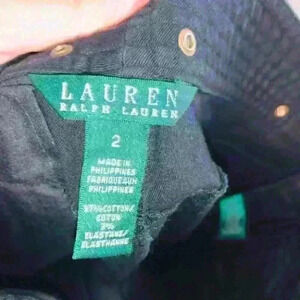 LAUREN
RALPH LAUREN
2
MADE IN
PHILIPPINES
FABRIQUE AUX
PHILIPPINES
97% COTTON/
COTON
3%
ELASTANE/
ELASTHANNE